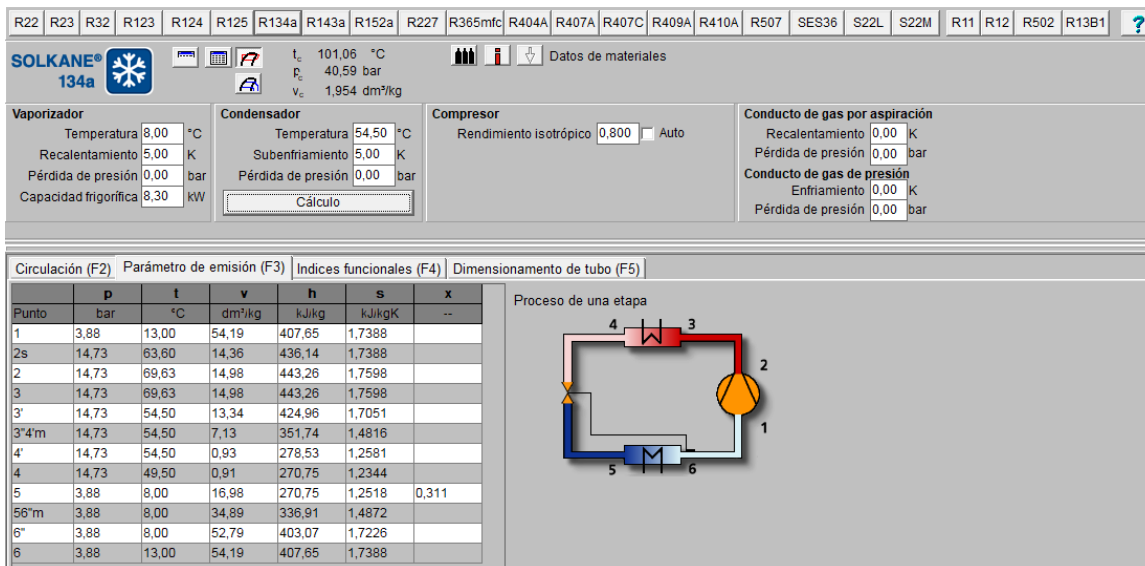 R22 R23 R32 R123 R124 R125 R134a R143a R152a R227 R365mfc R404A R407A R407C R409A R410A R507 SES36 S22L S22M R11 R12 R502 R13B1 ?
SOLKANE®
134a
t_c 101,06 °C
p_c 40,59 bar
v_c 1,954 dm³/kg
i Datos de materiales
Vaporizador
Temperatura 8,00 °C
Recalentamiento 5,00 K
Pérdida de presión 0,00 bar
Capacidad frigorífica 8,30 kW
Condensador
Temperatura 54,50 °C
Subenfriamiento 5,00 K
Pérdida de presión 0,00 bar
Cálculo
Compresor
Rendimiento isotrópico 0,800 Auto
Conducto de gas por aspiración
Recalentamiento 0,00 K
Pérdida de presión 0,00 bar
Conducto de gas de presión
Enfriamiento 0,00 K
Pérdida de presión 0,00 bar
Circulación (F2) Parámetro de emisión (F3) Indices funcionales (F4) Dimensionamento de tubo (F5)
p t v h s x
Punto bar °C dm³/kg kJ/kg kJ/kgK --
1 3,88 13,00 54,19 407,65 1,7388
2s 14,73 63,60 14,36 436,14 1,7388
2 14,73 69,63 14,98 443,26 1,7598
3 14,73 69,63 14,98 443,26 1,7598
3' 14,73 54,50 13,34 424,96 1,7051
3"4'm 14,73 54,50 7,13 351,74 1,4816
4' 14,73 54,50 0,93 278,53 1,2581
4 14,73 49,50 0,91 270,75 1,2344
5 3,88 8,00 16,98 270,75 1,2518 0,311
56"m 3,88 8,00 34,89 336,91 1,4872
6" 3,88 8,00 52,79 403,07 1,7226
6 3,88 13,00 54,19 407,65 1,7388
Proceso de una etapa
4 3
2
1
5 6